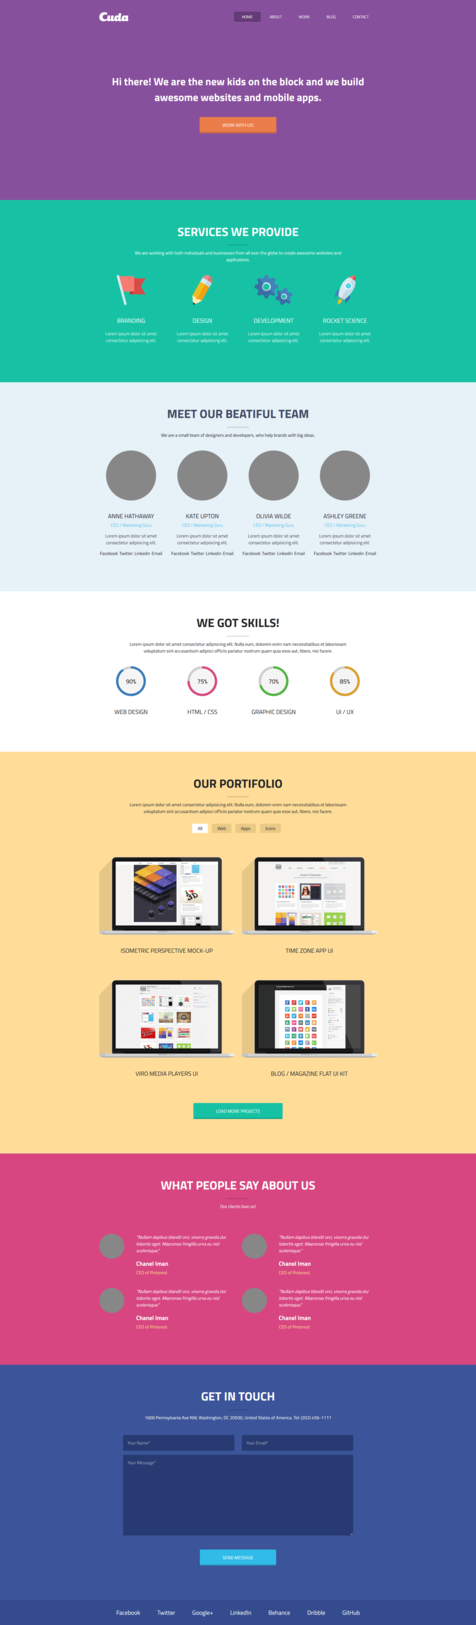 Cuda
HOME ABOUT WORK BLOG CONTACT
Hi there! We are the new kids on the block and we build
awesome websites and mobile apps.
WORK WITH US!
SERVICES WE PROVIDE
We are working with both individuals and businesses from all over the globe to create awesome websites and
applications.
BRANDING DESIGN DEVELOPMENT ROCKET SCIENCE
Lorem ipsum dolor sit amet Lorem ipsum dolor sit amet Lorem ipsum dolor sit amet Lorem ipsum dolor sit amet
consectetur adipisicing elit. consectetur adipisicing elit. consectetur adipisicing elit. consectetur adipisicing elit.
MEET OUR BEATIFUL TEAM
We are a small team of designers and developers, who help brands with big ideas.
ANNE HATHAWAY KATE UPTON OLIVIA WILDE ASHLEY GREENE
CEO / Marketing Guru CEO / Marketing Guru CEO / Marketing Guru CEO / Marketing Guru
Lorem ipsum dolor sit amet Lorem ipsum dolor sit amet Lorem ipsum dolor sit amet Lorem ipsum dolor sit amet
consectetur adipisicing elit. consectetur adipisicing elit. consectetur adipisicing elit. consectetur adipisicing elit.
Facebook Twitter Linkedin Email Facebook Twitter Linkedin Email Facebook Twitter Linkedin Email Facebook Twitter Linkedin Email
WE GOT SKILLS!
Lorem ipsum dolor sit amet consectetur adipisicing elit. Nulla eum, dolorem enim nam necessitatibus et laboriosam
voluptatum sint accusantium adipisci officiis pariatur nostrum quam quia esse aut, libero, nisi facere.
90% 75% 70% 85%
WEB DESIGN HTML / CSS GRAPHIC DESIGN UI / UX
OUR PORTIFOLIO
Lorem ipsum dolor sit amet consectetur adipisicing elit. Nulla eum, dolorem enim nam necessitatibus et laboriosam
voluptatum sint accusantium adipisci officiis pariatur nostrum quam quia esse aut, libero, nisi facere.
All Web Apps Icons
ISOMETRIC PERSPECTIVE MOCK-UP TIME ZONE APP UI
VIRO MEDIA PLAYERS UI BLOG / MAGAZINE FLAT UI KIT
LOAD MORE PROJECTS
WHAT PEOPLE SAY ABOUT US
Our clients love us!
"Nullam dapibus blandit orci, viverra gravida dui
lobortis eget. Maecenas fringilla urna eu nisl
scelerisque."
Chanel Iman
CEO of Pinterest
"Nullam dapibus blandit orci, viverra gravida dui
lobortis eget. Maecenas fringilla urna eu nisl
scelerisque."
Chanel Iman
CEO of Pinterest
"Nullam dapibus blandit orci, viverra gravida dui
lobortis eget. Maecenas fringilla urna eu nisl
scelerisque."
Chanel Iman
CEO of Pinterest
"Nullam dapibus blandit orci, viverra gravida dui
lobortis eget. Maecenas fringilla urna eu nisl
scelerisque."
Chanel Iman
CEO of Pinterest
GET IN TOUCH
1600 Pennsylvania Ave NW, Washington, DC 20500, United States of America. Tel: (202) 456-1111
Your Name* Your Email*
Your Message*
SEND MESSAGE
Facebook Twitter Google+ LinkedIn Behance Dribble GitHub